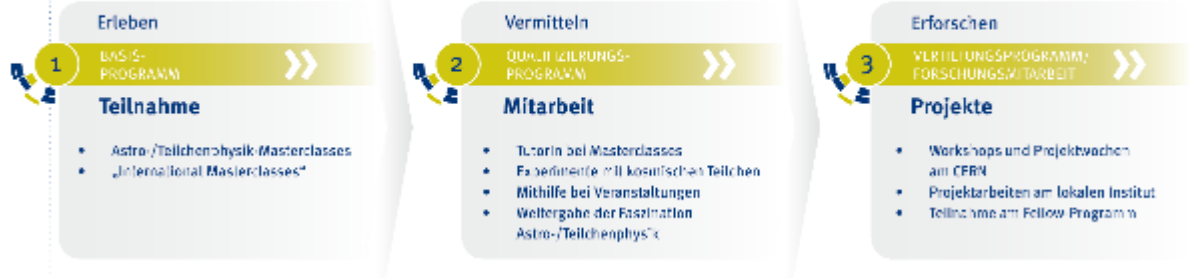 Erleben
1
BASIS-
PROGRAMM
Teilnahme
• Astro-/Teilchenphysik-Masterclasses
• „International Masterclasses“
Vermitteln
2
QUALIFIZIERUNGS-
PROGRAMM
Mitarbeit
• TutorIn bei Masterclasses
• Experimente mit kosmischen Teilchen
• Mithilfe bei Veranstaltungen
• Weitergabe der Faszination
Astro-/Teilchenphysik
Erforschen
3
VERTIEFUNGSPROGRAMM/
FORSCHUNGSMITARBEIT
Projekte
• Workshops und Projektwochen
am CERN
• Projektarbeiten am lokalen Institut
• Teilnahme am Fellow-Programm